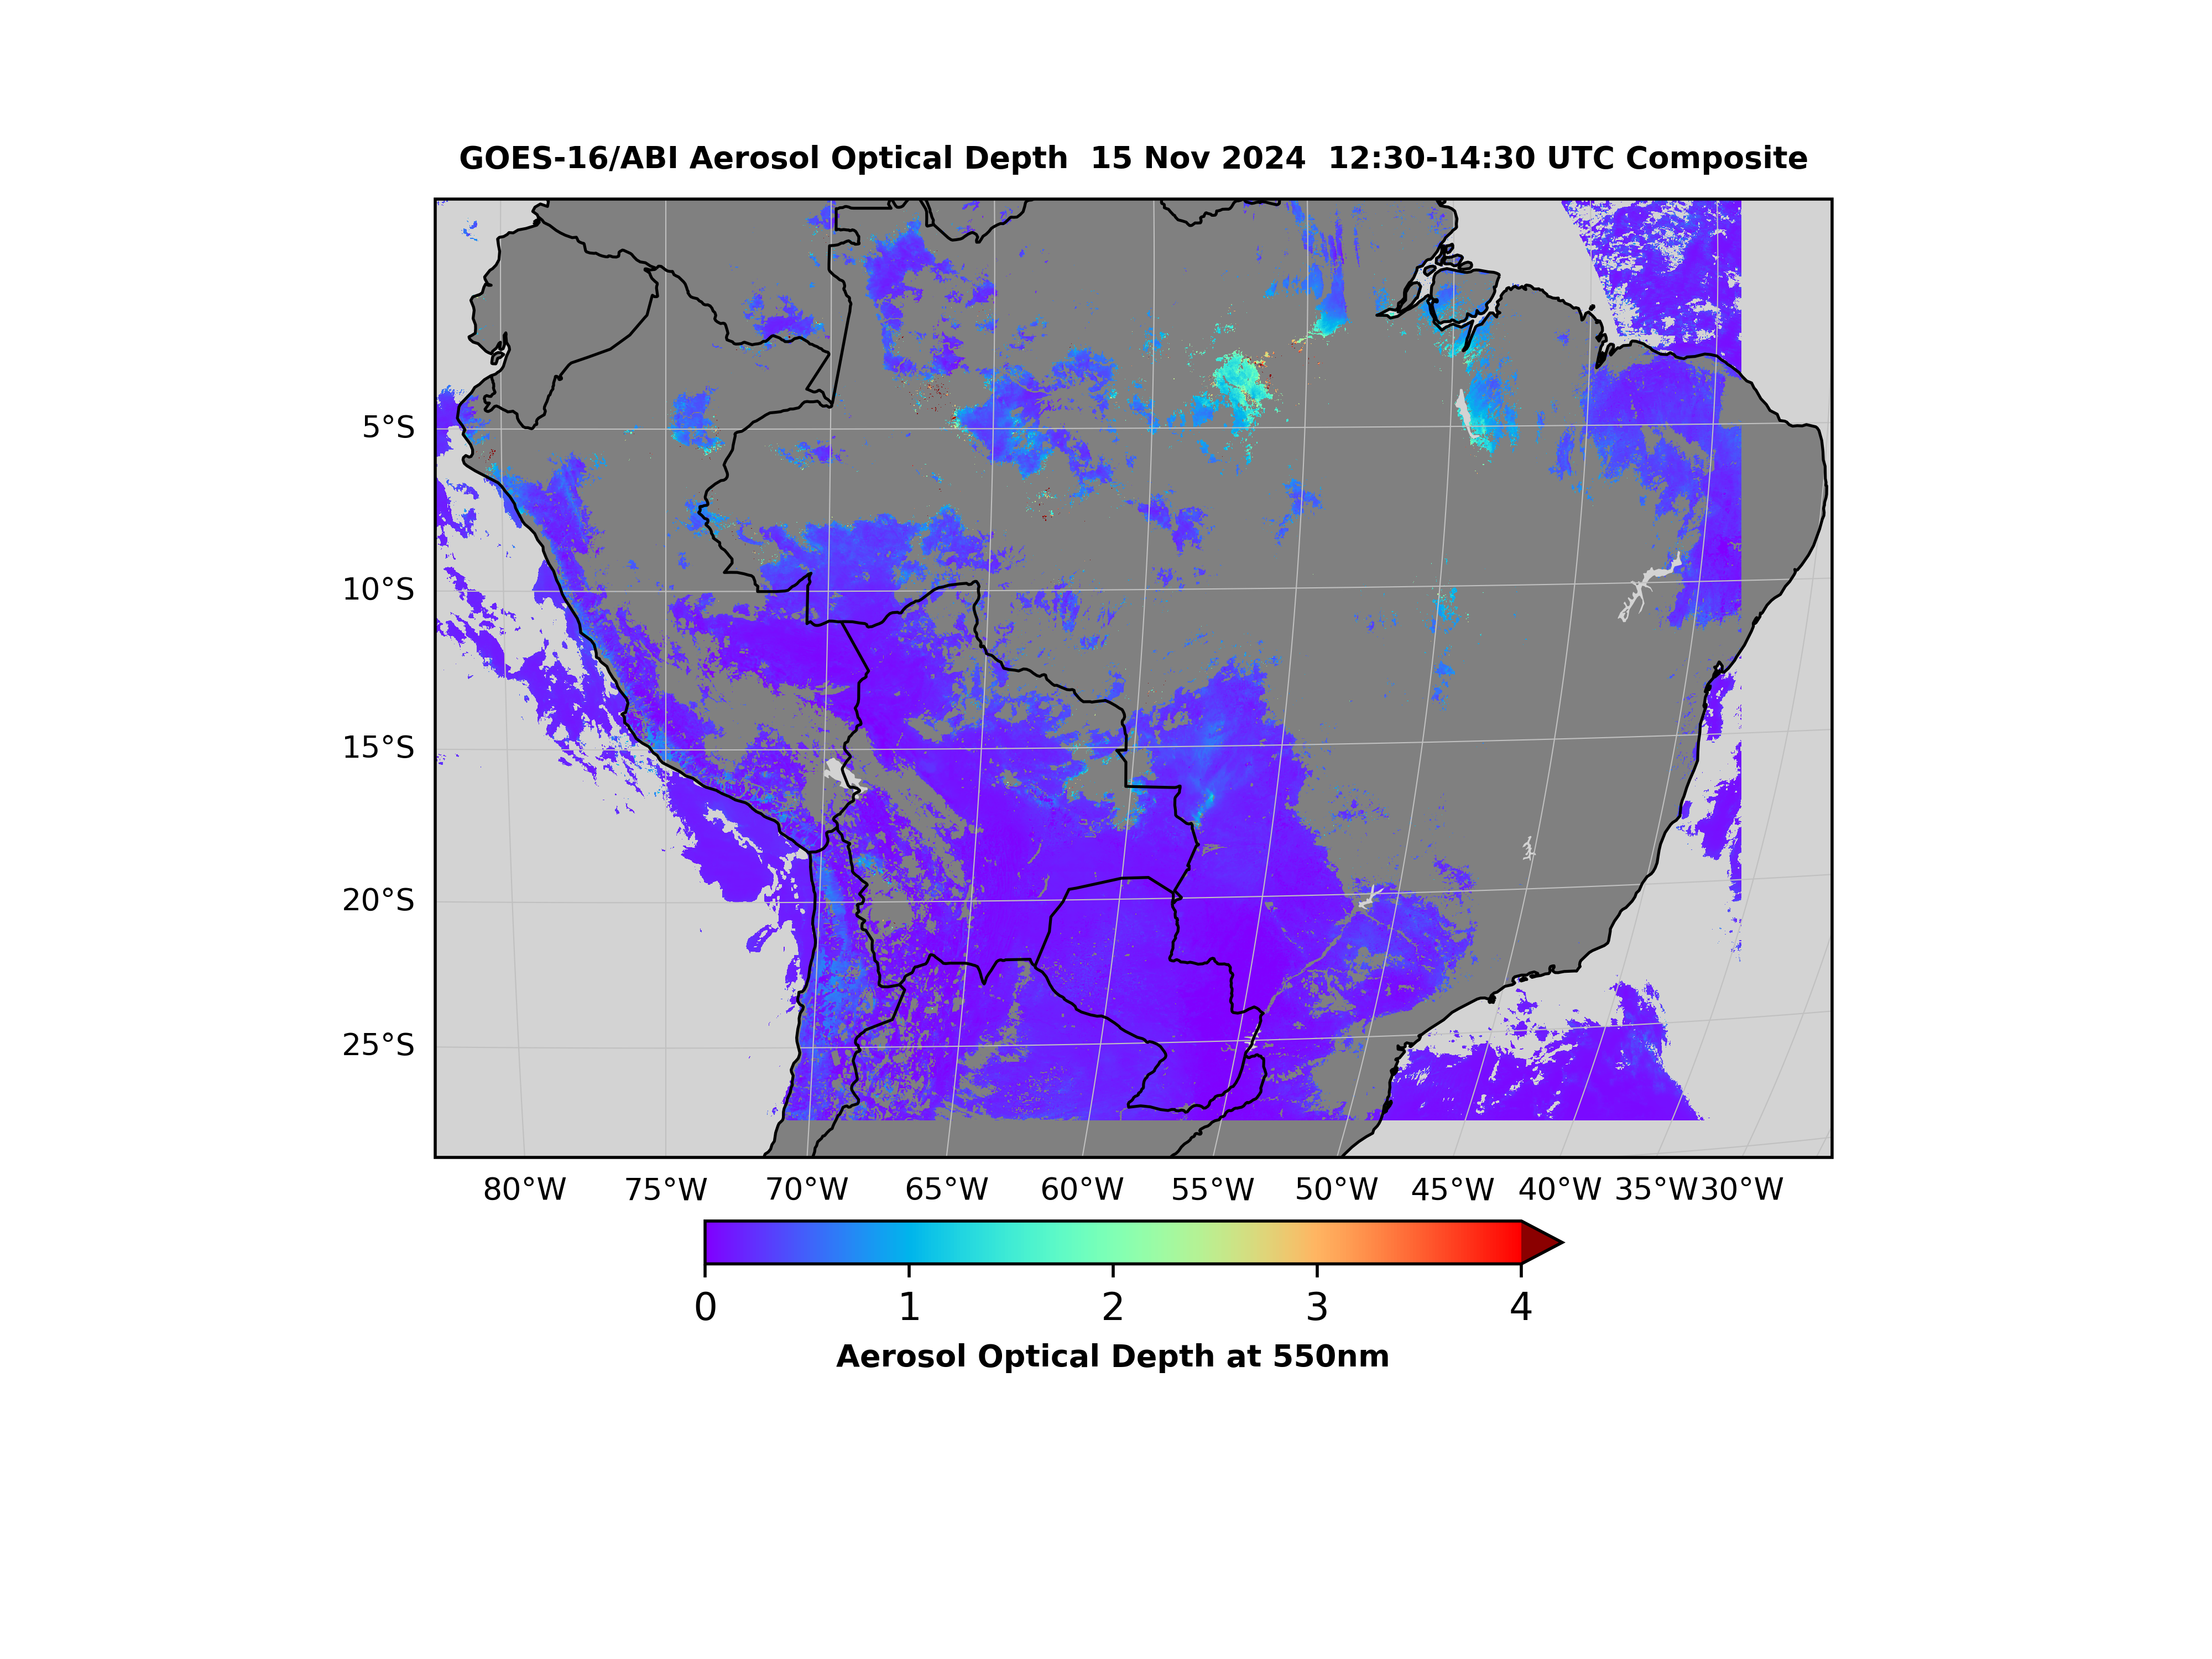 GOES-16/ABI Aerosol Optical Depth  15 Nov 2024  12:30-14:30 UTC Composite
5°S
10°S
15°S
20°S
25°S
80°W 75°W 70°W 65°W 60°W 55°W 50°W 45°W 40°W 35°W 30°W
0 1 2 3 4
Aerosol Optical Depth at 550nm